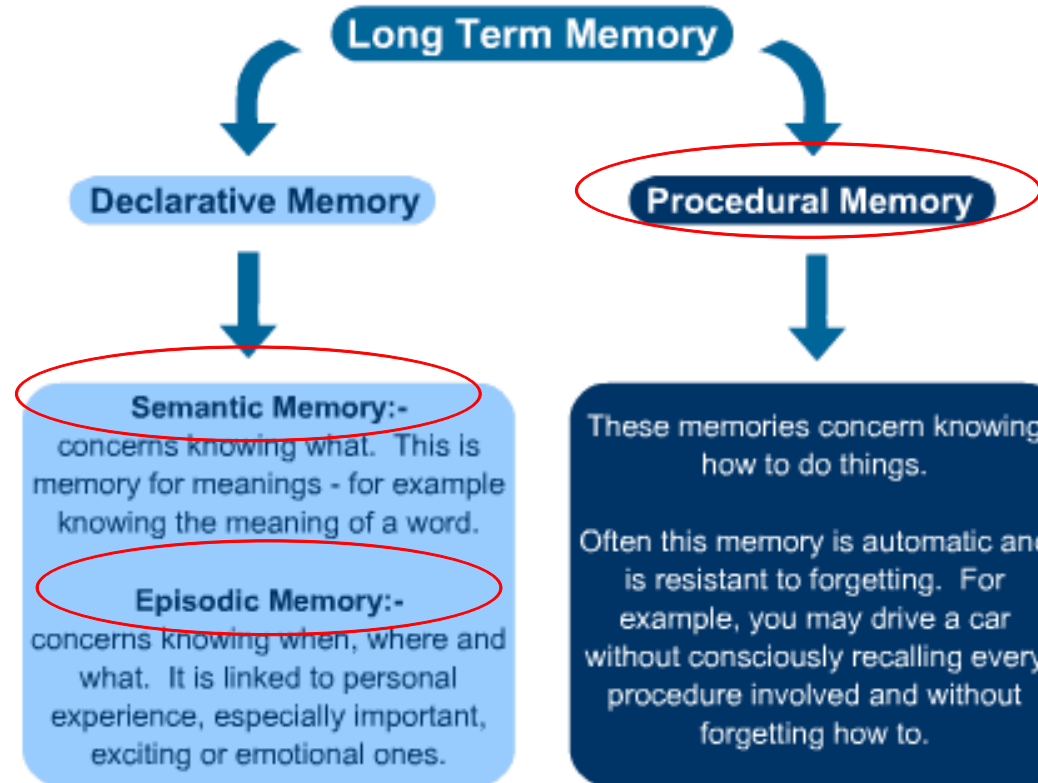 Long Term Memory
Declarative Memory
Procedural Memory
Semantic Memory:-
concerns knowing what. This is
memory for meanings - for example
knowing the meaning of a word.
Episodic Memory:-
concerns knowing when, where and
what. It is linked to personal
experience, especially important,
exciting or emotional ones.
These memories concern knowing
how to do things.
Often this memory is automatic and
is resistant to forgetting. For
example, you may drive a car
without consciously recalling every
procedure involved and without
forgetting how to.